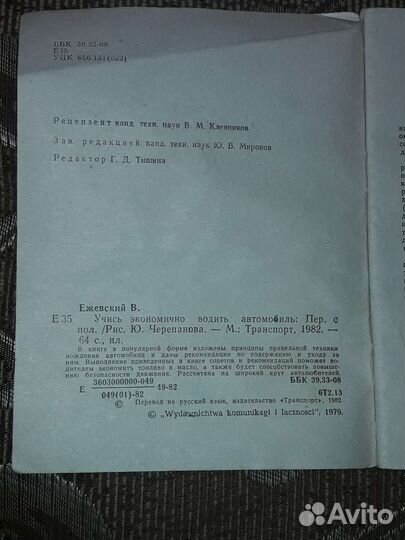 ББК 39.33-08
Е35
УДК 656.131(023)
Рецензент канд. техн. наук В. М. Кленников
Зав. редакцией канд. техн. наук Ю. В. Миронов
Редактор Г. Д. Тишина
Ежевский В.
Е 35 Учись экономично водить автомобиль: Пер. с
пол. /Рис. Ю. Черепанова. — М.: Транспорт, 1982, —
64 с., ил.
В книге в популярной форме изложены принципы правильной техники
вождения автомобиля и даны рекомендации по содержанию и уходу за
ним. Выполнение приведенных в книге советов и рекомендаций поможет во-
дителям экономить топливо и масло, а также будет способствовать повыше-
нию безопасности движения. Рассчитана на широкий круг автолюбителей.
ББК 39.33-08
Е 3603000000-049 49-82
049(01)-82 6Т2.13
© Перевод на русский язык, издательство «Транспорт», 1982
© „Wydawnictwa komunikagi i lacznosci", 1979.
Avito